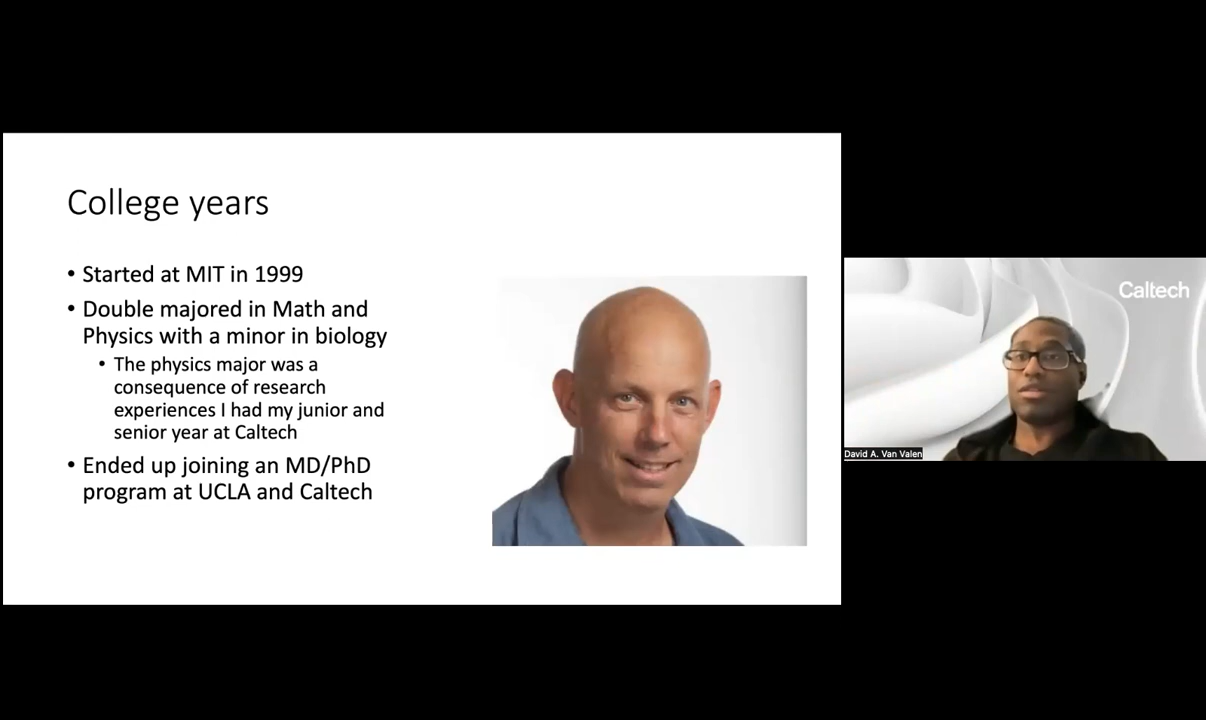 College years
• Started at MIT in 1999
• Double majored in Math and
Physics with a minor in biology
• The physics major was a
consequence of research
experiences I had my junior and
senior year at Caltech
• Ended up joining an MD/PhD
program at UCLA and Caltech
Caltech
David A. Van Valen